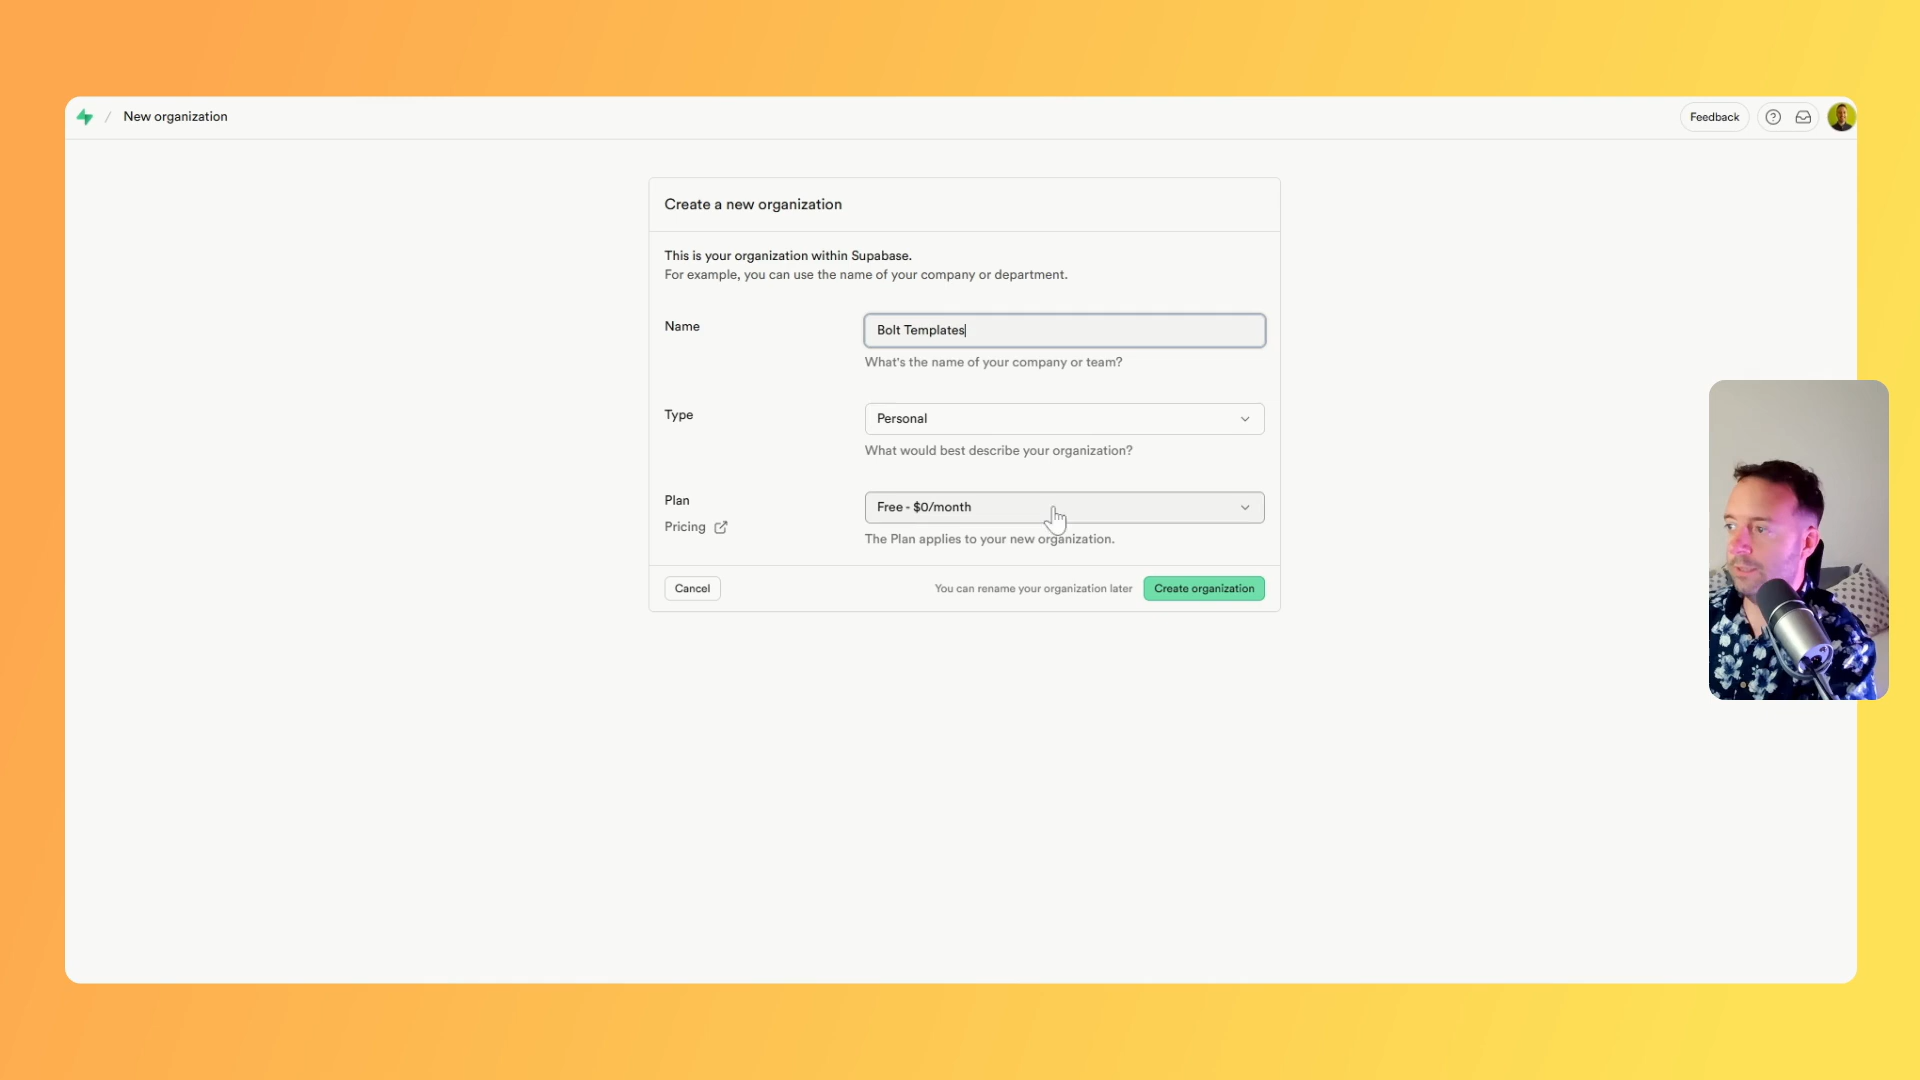 / New organization
Feedback
Create a new organization
This is your organization within Supabase.
For example, you can use the name of your company or department.
Name
Bolt Templates
What's the name of your company or team?
Type
Personal
What would best describe your organization?
Plan
Free - $0/month
Pricing
The Plan applies to your new organization.
Cancel
You can rename your organization later
Create organization